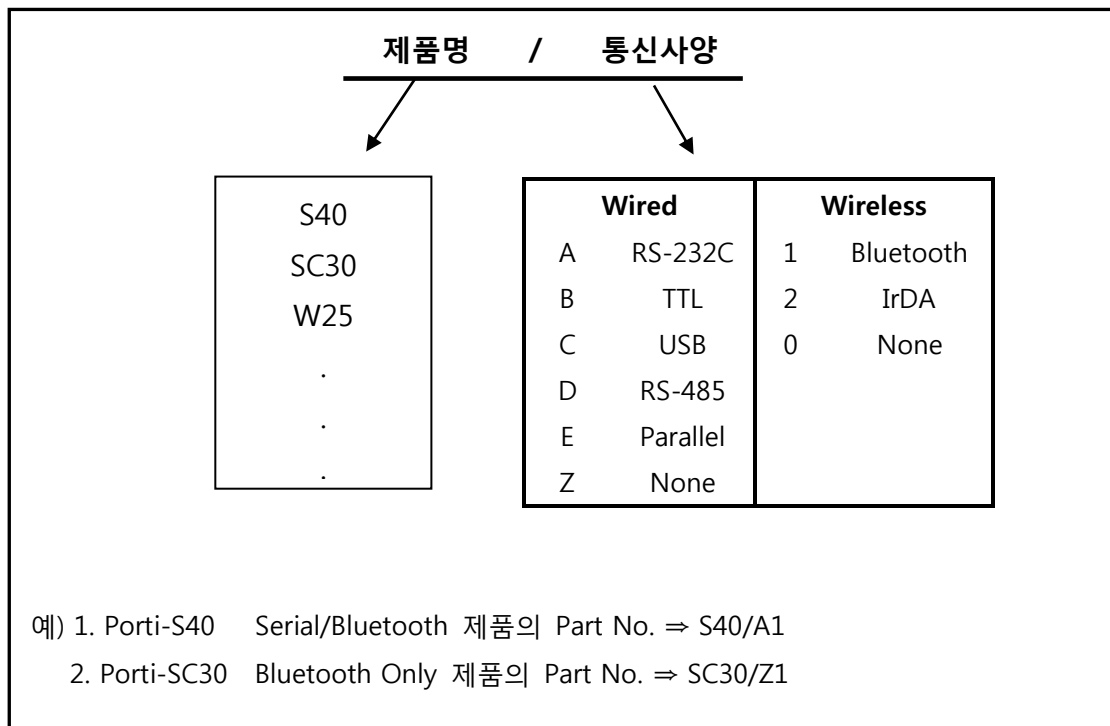 제품명 / 통신사양
S40
SC30
W25
.
.
.
Wired Wireless
A RS-232C 1 Bluetooth
B TTL 2 IrDA
C USB 0 None
D RS-485
E Parallel
Z None
예) 1. Porti-S40 Serial/Bluetooth 제품의 Part No. ⇒ S40/A1
2. Porti-SC30 Bluetooth Only 제품의 Part No. ⇒ SC30/Z1